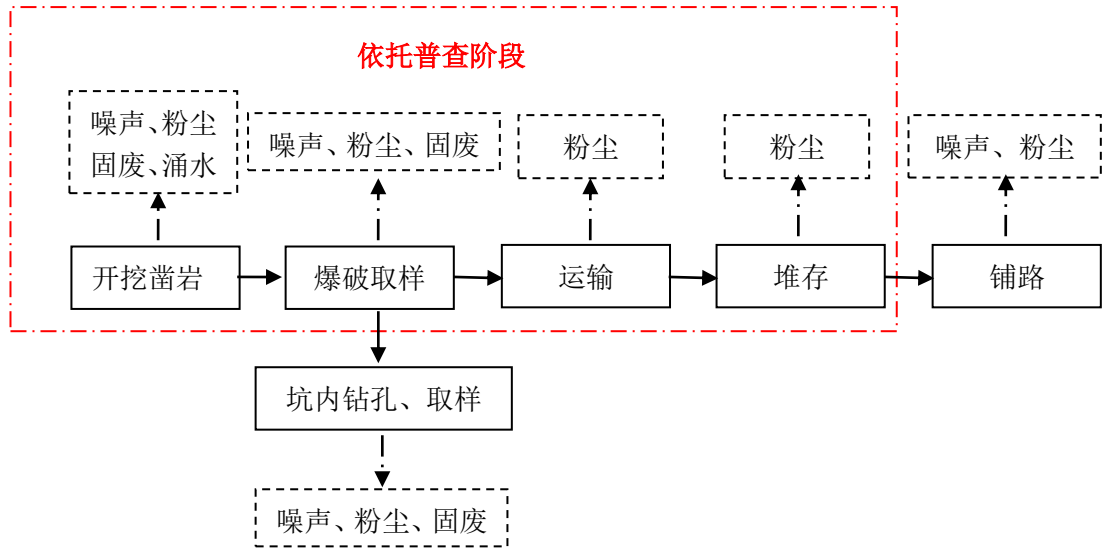 依托普查阶段
噪声、粉尘
固废、涌水
噪声、粉尘、固废
粉尘
粉尘
噪声、粉尘
开挖凿岩
爆破取样
运输
堆存
铺路
坑内钻孔、取样
噪声、粉尘、固废